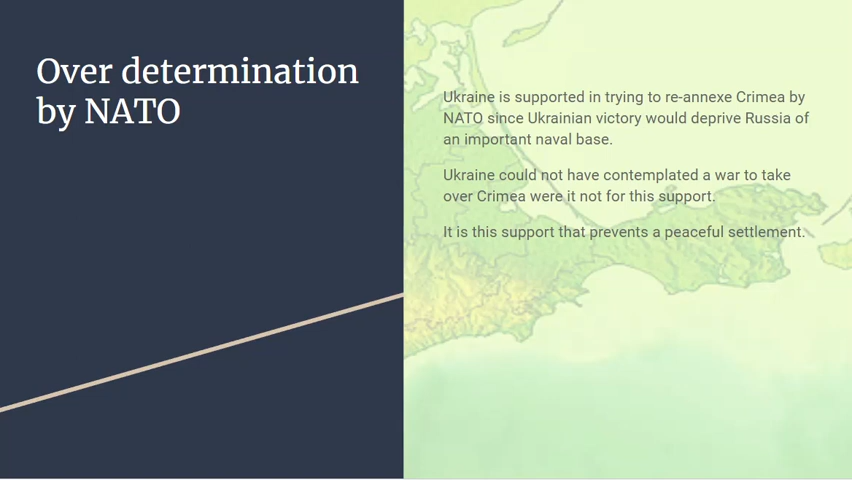 Over determination
by NATO
Ukraine is supported in trying to re-annexe Crimea by
NATO since Ukrainian victory would deprive Russia of
an important naval base.
Ukraine could not have contemplated a war to take
over Crimea were it not for this support.
It is this support that prevents a peaceful settlement.